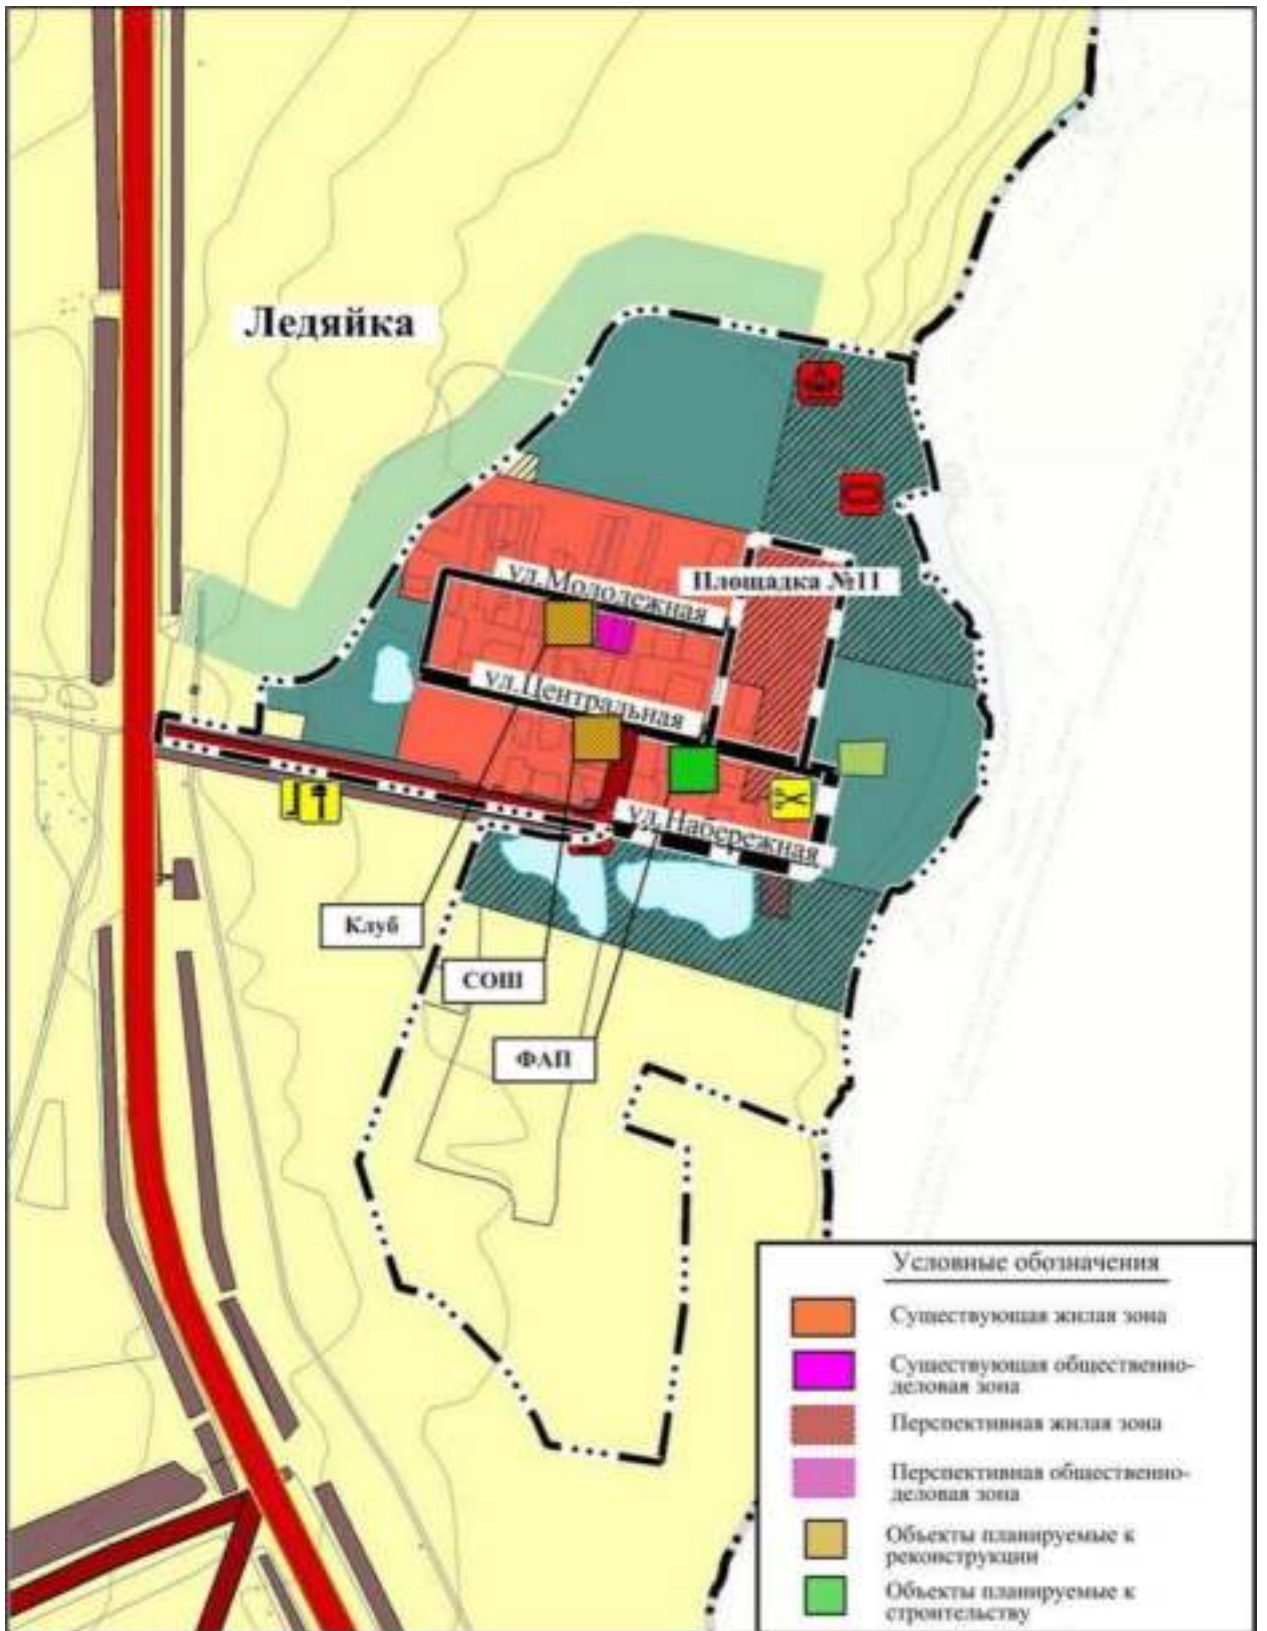 Ледяйка
ул.Молодежная
Площадка №11
ул.Центральная
ул.Набережная
Клуб
СОШ
ФАП
Условные обозначения
Существующая жилая зона
Существующая общественно-
деловая зона
Перспективная жилая зона
Перспективная общественно-
деловая зона
Объекты планируемые к
реконструкции
Объекты планируемые к
строительству